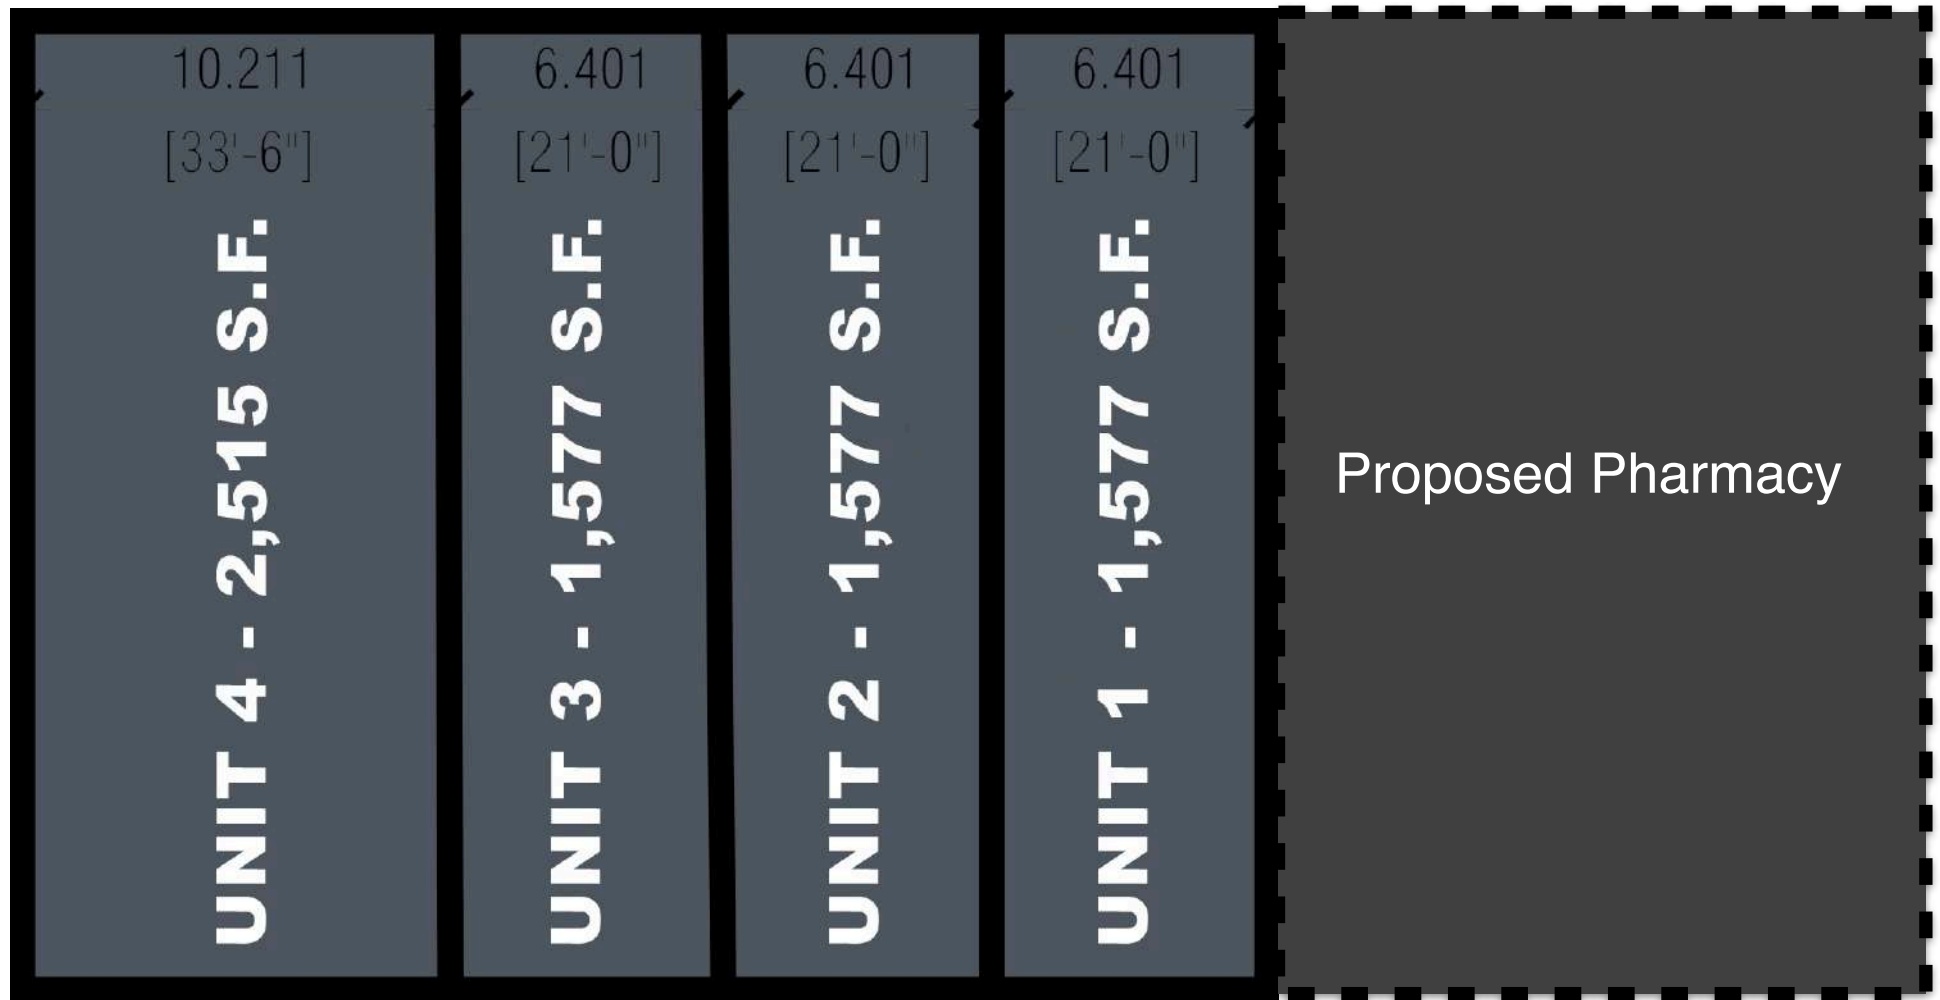 10.211
[33'-6"]
UNIT 4 - 2,515 S.F.
6.401
[21'-0"]
UNIT 3 - 1,577 S.F.
6.401
[21'-0"]
UNIT 2 - 1,577 S.F.
6.401
[21'-0"]
UNIT 1 - 1,577 S.F.
Proposed Pharmacy